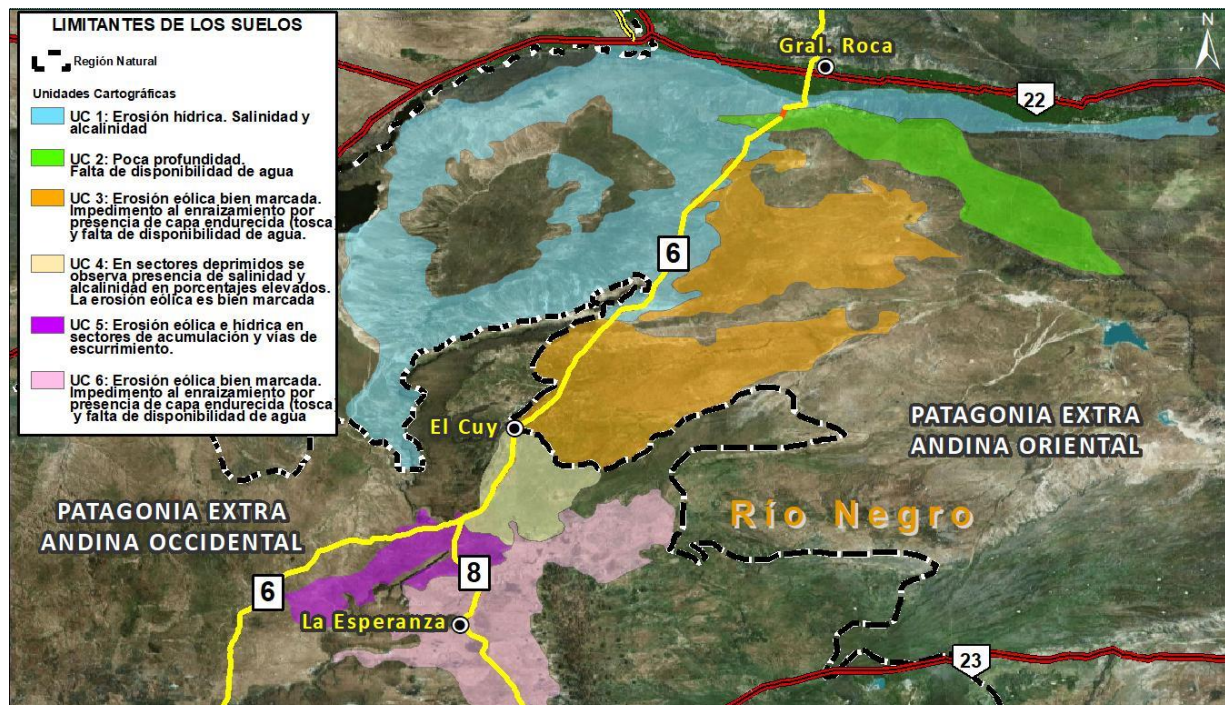 LIMITANTES DE LOS SUELOS
Región Natural
Unidades Cartográficas
UC 1: Erosión hídrica. Salinidad y
alcalinidad
UC 2: Poca profundidad.
Falta de disponibilidad de agua
UC 3: Erosión eólica bien marcada.
Impedimento al enraizamiento por
presencia de capa endurecida (tosca
y falta de disponibilidad de agua.
UC 4: En sectores deprimidos se
observa presencia de salinidad y
alcalinidad en porcentajes elevados.
La erosión eólica es bien marcada
UC 5: Erosión eólica e hídrica en
sectores de acumulación y vías de
escurrimiento.
UC 6: Erosión eólica bien marcada.
Impedimento al enraizamiento por
presencia de capa endurecida (tosca)
y falta de disponibilidad de agua
N
Gral. Roca
22
6
El Cuy
PATAGONIA EXTRA
ANDINA ORIENTAL
PATAGONIA EXTRA
ANDINA OCCIDENTAL
Río Negro
6
8
La Esperanza
23